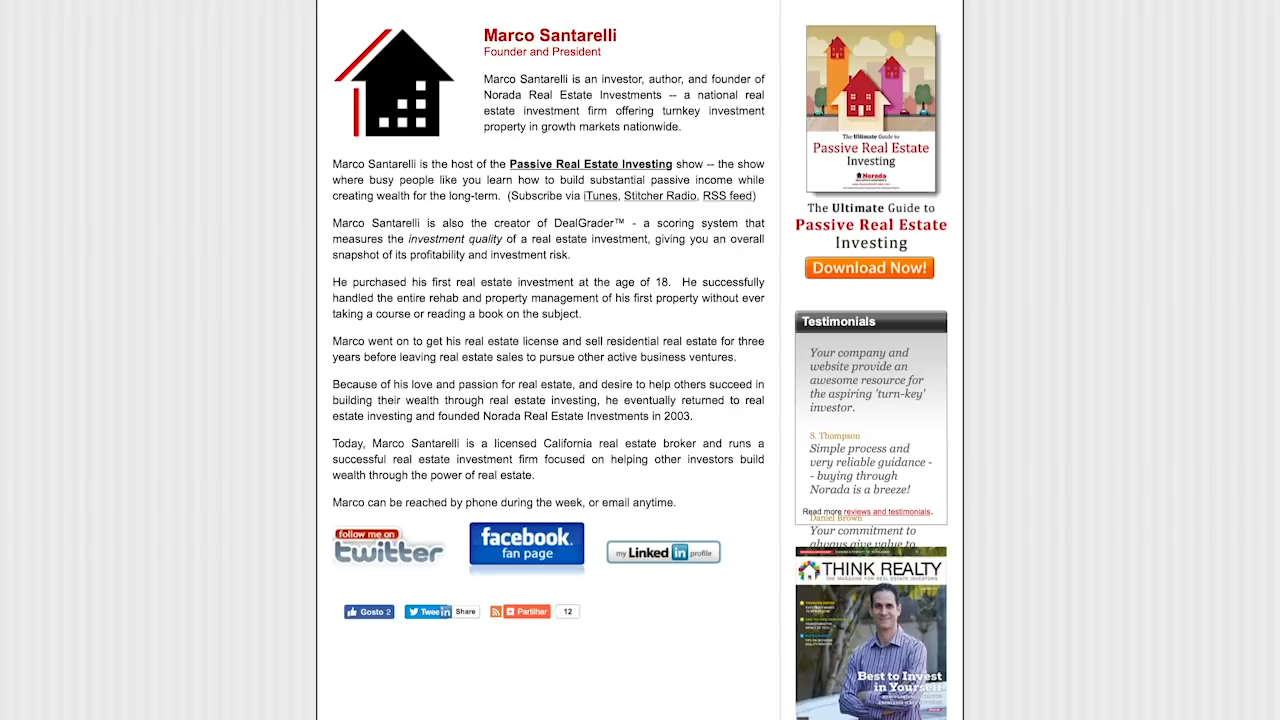 Marco Santarelli
Founder and President
Marco Santarelli is an investor, author, and founder of
Norada Real Estate Investments -- a national real
estate investment firm offering turnkey investment
property in growth markets nationwide.
Marco Santarelli is the host of the Passive Real Estate Investing show -- the show
where busy people like you learn how to build substantial passive income while
creating wealth for the long-term. (Subscribe via iTunes, Stitcher Radio, RSS feed)
Marco Santarelli is also the creator of DealGrader™ - a scoring system that
measures the investment quality of a real estate investment, giving you an overall
snapshot of its profitability and investment risk.
He purchased his first real estate investment at the age of 18. He successfully
handled the entire rehab and property management of his first property without ever
taking a course or reading a book on the subject.
Marco went on to get his real estate license and sell residential real estate for three
years before leaving real estate sales to pursue other active business ventures.
Because of his love and passion for real estate, and desire to help others succeed in
building their wealth through real estate investing, he eventually returned to real
estate investing and founded Norada Real Estate Investments in 2003.
Today, Marco Santarelli is a licensed California real estate broker and runs a
successful real estate investment firm focused on helping other investors build
wealth through the power of real estate.
Marco can be reached by phone during the week, or email anytime.
follow me on
twitter
facebook
fan page
my Linked in profile
Gosto 2
Twee in Share
Partilhar
12
The Ultimate Guide to
Passive Real Estate
Investing
Norada
The Ultimate Guide to
Passive Real Estate
Investing
Download Now!
Testimonials
Your company and
website provide an
awesome resource for
the aspiring 'turn-key'
investor.
S. Thompson
Simple process and
very reliable guidance -
- buying through
Norada is a breeze!
Read more reviews and testimonials.
Daniel Brown
Your commitment to
always give value to
THINK REALTY
THE MAGAZINE FOR REAL ESTATE INVESTORS
Best to Invest
in Yourself